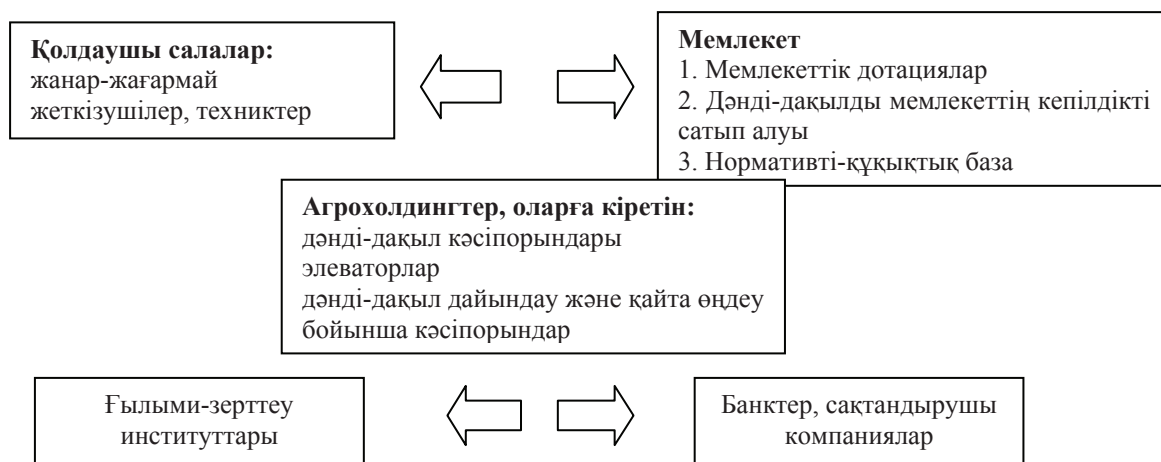 Қолдаушы салалар:
жанар-жағармай
жеткізушілер, техниктер
Мемлекет
1. Мемлекеттік дотациялар
2. Дәнді-дақылды мемлекеттің кепілдікті
сатып алуы
3. Нормативті-құқықтық база
Агрохолдингтер, оларға кіретін:
дәнді-дақыл кәсіпорындары
элеваторлар
дәнді-дақыл дайындау және қайта өңдеу
бойынша кәсіпорындар
Ғылыми-зерттеу
институттары
Банктер, сақтандырушы
компаниялар